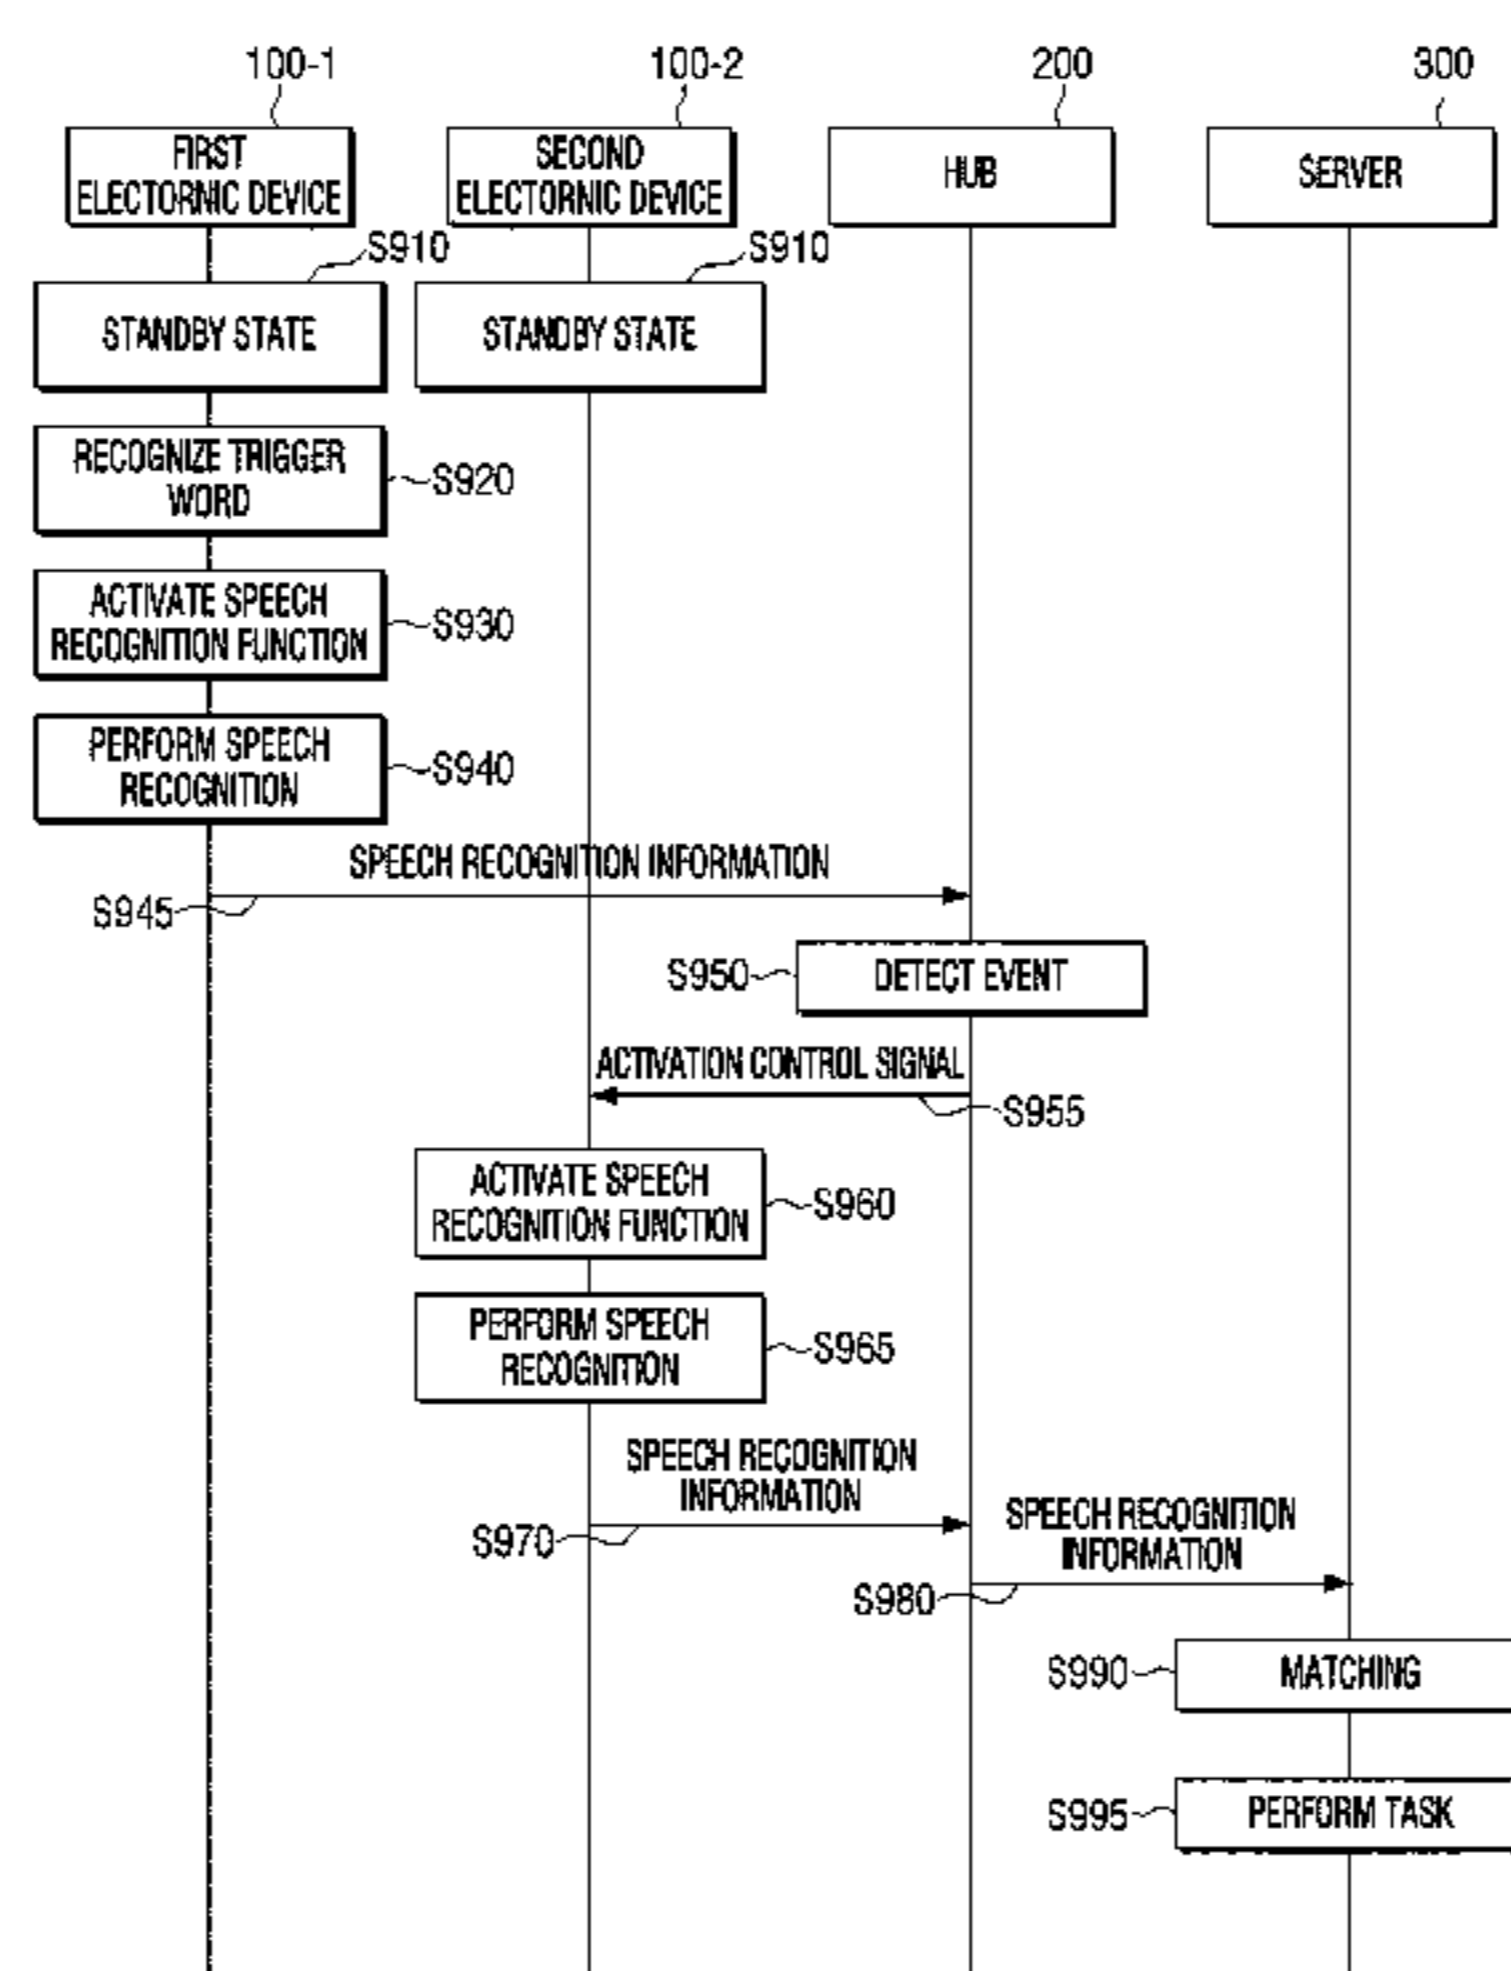 100-1
100-2
200
300
FIRST
ELECTORNIC DEVICE
SECOND
ELECTORNIC DEVICE
HUB
SERVER
S910
S910
STANDBY STATE
STANDBY STATE
RECOGNIZE TRIGGER
WORD
S920
ACTIVATE SPEECH
RECOGNITION FUNCTION
S930
PERFORM SPEECH
RECOGNITION
S940
SPEECH RECOGNITION INFORMATION
S945
S950
DETECT EVENT
ACTIVATION CONTROL SIGNAL
S955
ACTIVATE SPEECH
RECOGNITION FUNCTION
S960
PERFORM SPEECH
RECOGNITION
S965
SPEECH RECOGNITION
INFORMATION
S970
SPEECH RECOGNITION
INFORMATION
S980
S990
MATCHING
S995
PERFORM TASK